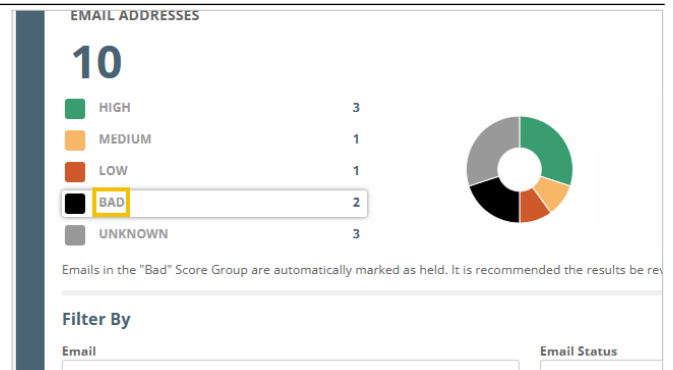 EMAIL ADDRESSES
10
HIGH 3
MEDIUM 1
LOW 1
BAD 2
UNKNOWN 3
Emails in the "Bad" Score Group are automatically marked as held. It is recommended the results be
Filter By
Email Email Status